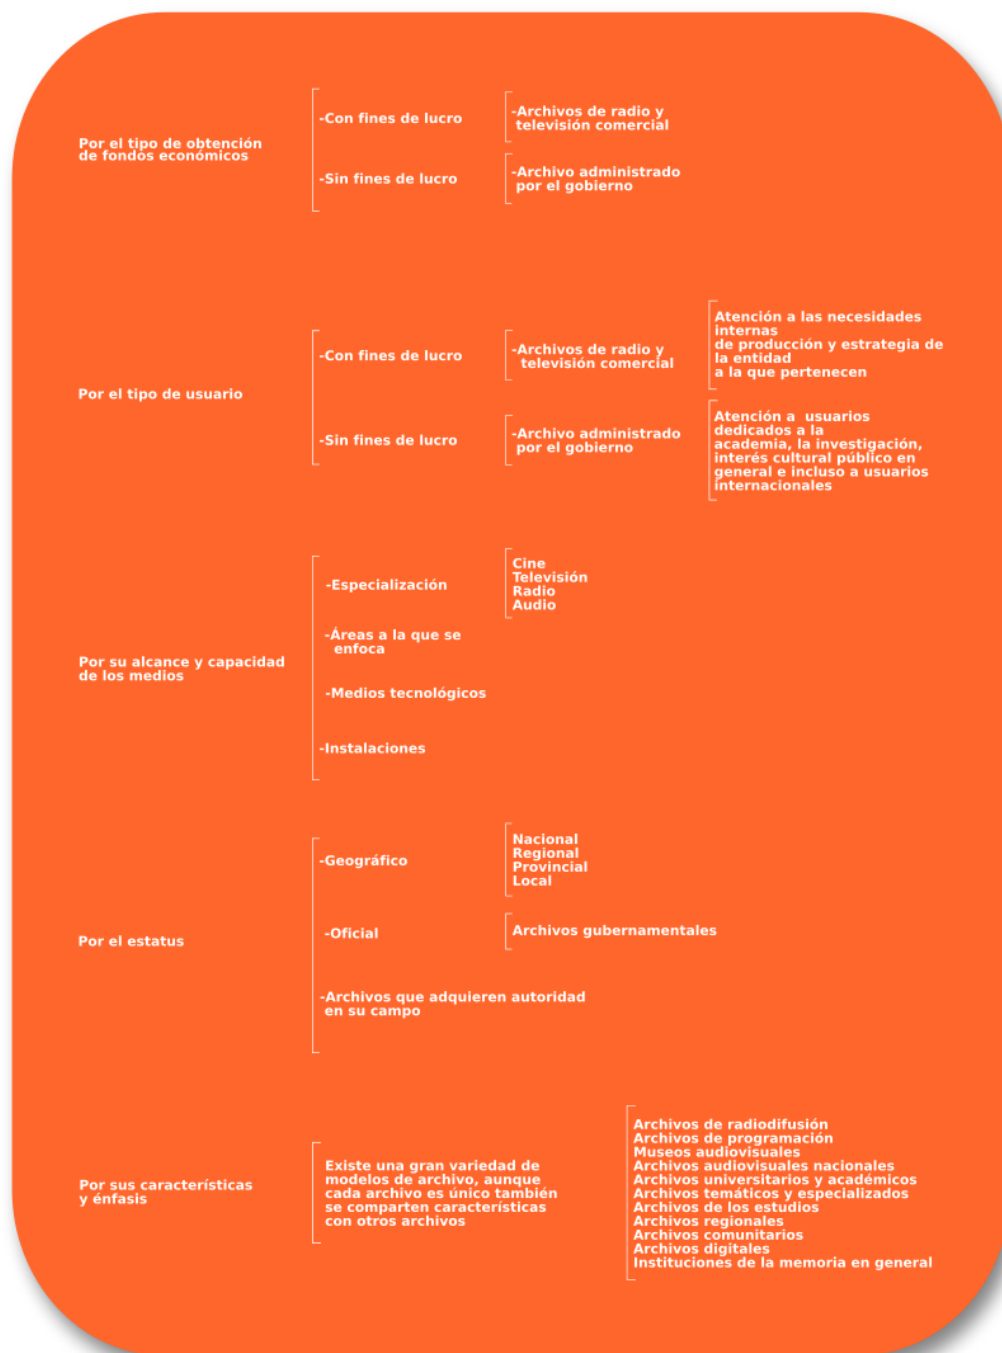 Por el tipo de obtención
de fondos económicos
-Con fines de lucro
-Archivos de radio y
televisión comercial
-Sin fines de lucro
-Archivo administrado
por el gobierno
Por el tipo de usuario
-Con fines de lucro
-Archivos de radio y
televisión comercial
Atención a las necesidades
internas
de producción y estrategia de
la entidad
a la que pertenecen
-Sin fines de lucro
-Archivo administrado
por el gobierno
Atención a usuarios
dedicados a la
academia, la investigación,
interés cultural público en
general e incluso a usuarios
internacionales
Por su alcance y capacidad
de los medios
-Especialización
Cine
Televisión
Radio
Audio
-Áreas a la que se
enfoca
-Medios tecnológicos
-Instalaciones
Por el estatus
-Geográfico
Nacional
Regional
Provincial
Local
-Oficial
Archivos gubernamentales
-Archivos que adquieren autoridad
en su campo
Por sus características
y énfasis
Existe una gran variedad de
modelos de archivo, aunque
cada archivo es único también
se comparten características
con otros archivos
Archivos de radiodifusión
Archivos de programación
Museos audiovisuales
Archivos audiovisuales nacionales
Archivos universitarios y académicos
Archivos temáticos y especializados
Archivos de los estudios
Archivos regionales
Archivos comunitarios
Archivos digitales
Instituciones de la memoria en general